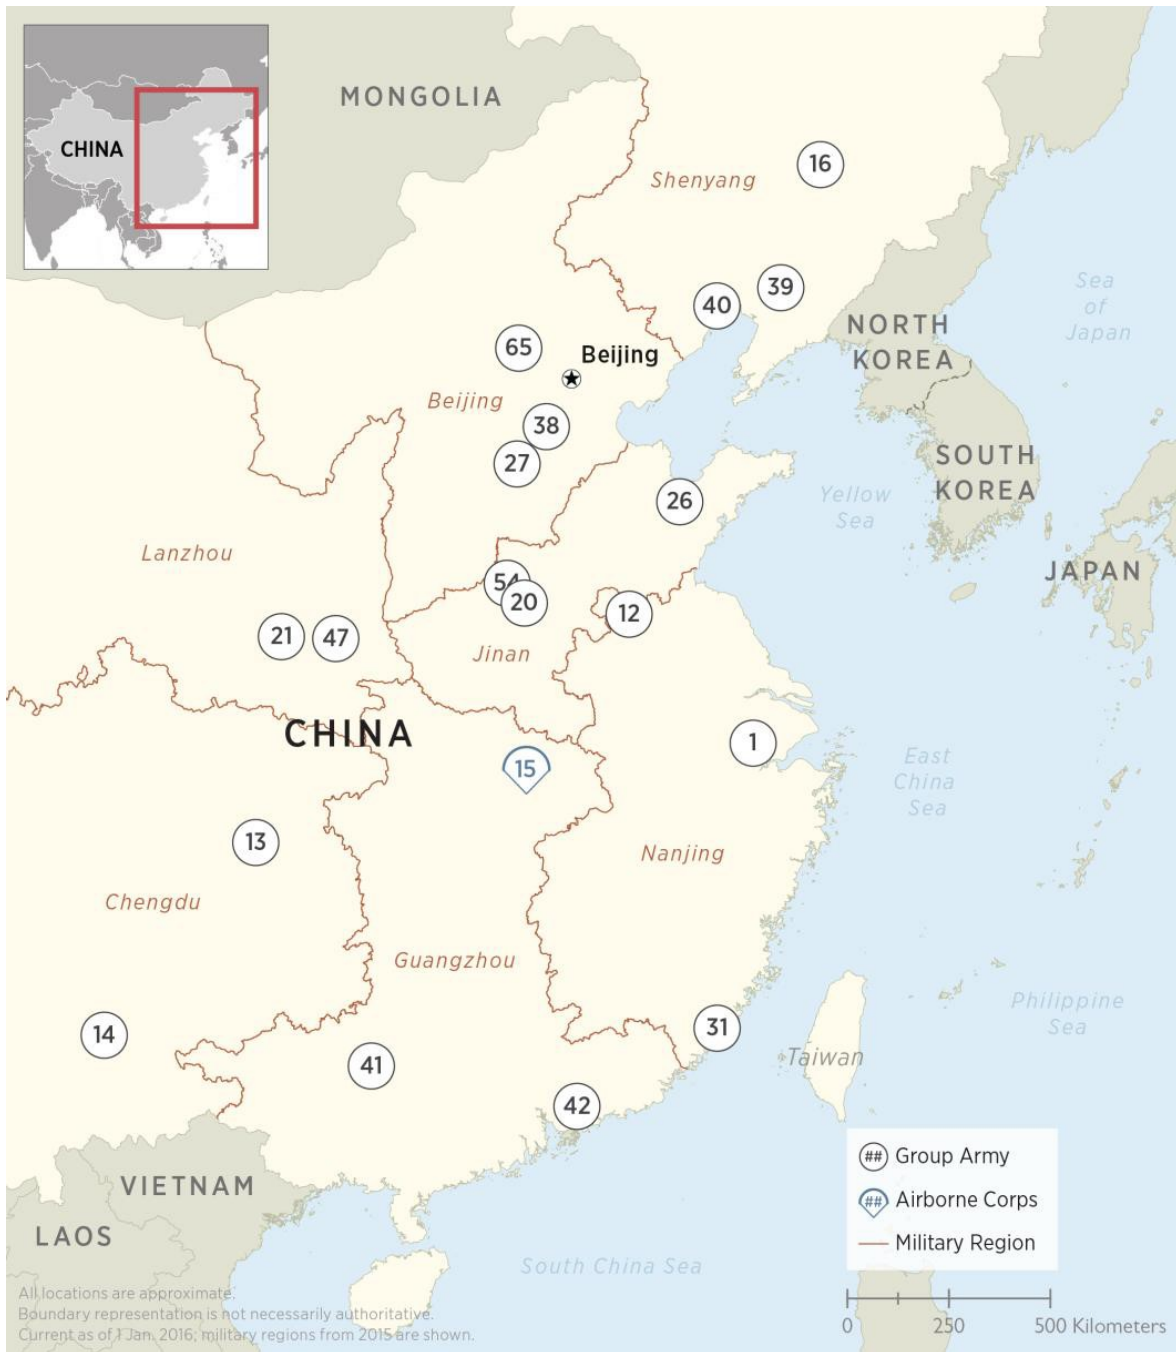 MONGOLIA
CHINA
16
Shenyang
39
40
Sea
of
Japan
NORTH
KOREA
65
Beijing
Beijing
38
27
SOUTH
KOREA
26
Yellow
Sea
Lanzhou
JAPAN
54
20
12
21
47
Jinan
CHINA
1
15
East
China
Sea
13
Nanjing
Chengdu
Guangzhou
14
31
Philippine
Sea
41
Taiwan
42
VIETNAM
LAOS
South China Sea
## Group Army
## Airborne Corps
Military Region
0 250 500 Kilometers
All locations are approximate.
Boundary representation is not necessarily authoritative.
Current as of 1 Jan. 2016; military regions from 2015 are shown.